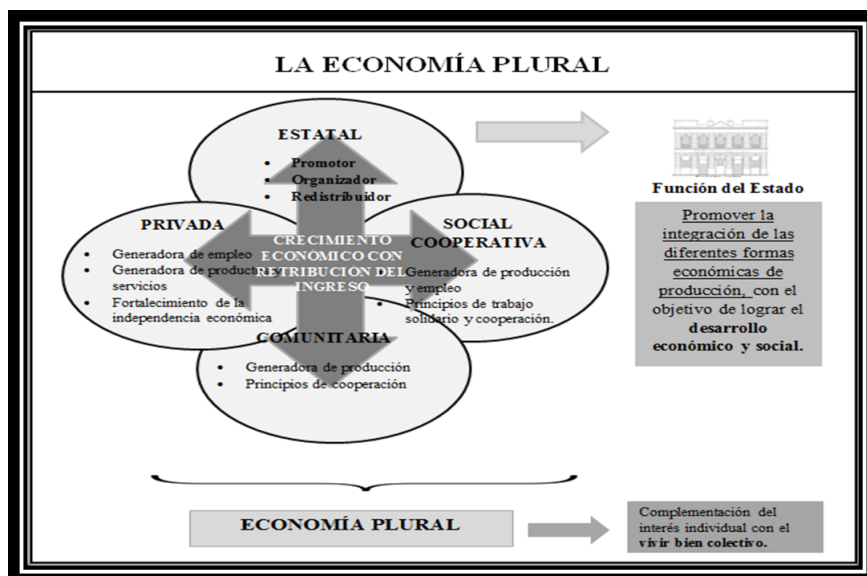 LA ECONOMÍA PLURAL
ESTATAL
• Promotor
• Organizador
• Redistribuidor
PRIVADA
• Generadora de empleo
• Generadora de productos y
servicios
• Fortalecimiento de la
independencia económica
CRECIMIENTO
ECONÓMICO CON
RETRIBUCIÓN DEL
INGRESO
SOCIAL
COOPERATIVA
• Generadora de producción
y empleo
• Principios de trabajo
solidario y cooperación.
COMUNITARIA
• Generadora de producción
• Principios de cooperación
Función del Estado
Promover la
integración de las
diferentes formas
económicas de
producción, con el
objetivo de lograr el
desarrollo
económico y social.
ECONOMÍA PLURAL
Complementación del
interés individual con el
vivir bien colectivo.